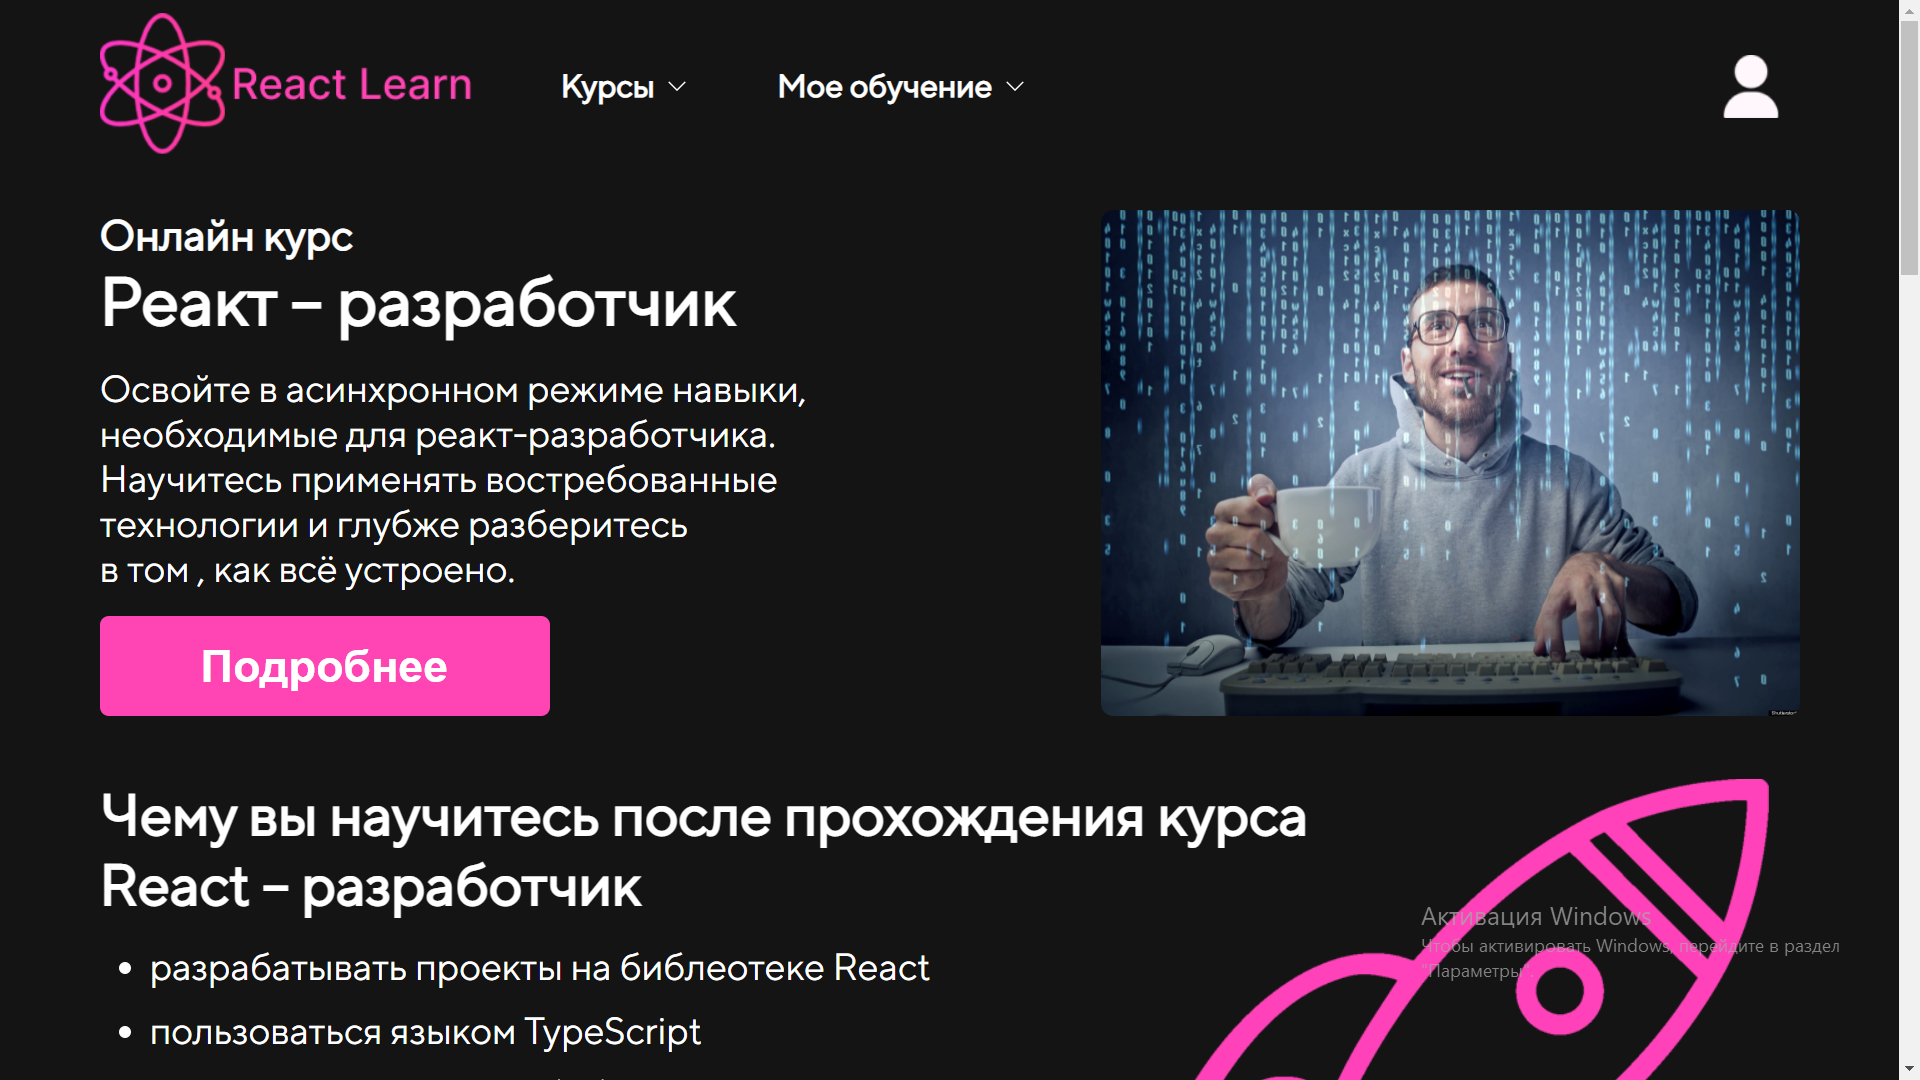 React Learn
Курсы
Мое обучение
Онлайн курс
Реакт – разработчик
Освойте в асинхронном режиме навыки,
необходимые для реакт-разработчика.
Научитесь применять востребованные
технологии и глубже разберитесь
в том , как всё устроено.
Подробнее
Чему вы научитесь после прохождения курса
React – разработчик
• разрабатывать проекты на библеотеке React
• пользоваться языком TypeScript
Активация Windows
Чтобы активировать Windows, перейдите в раздел
"Параметры".